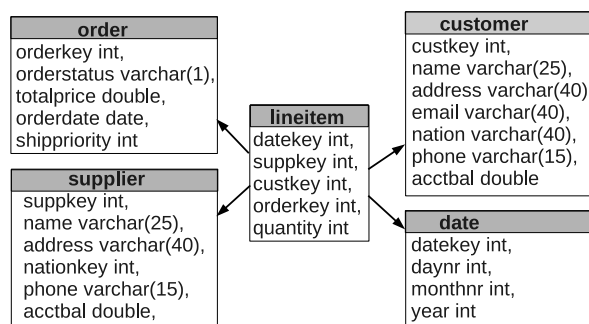 order
orderkey int,
orderstatus varchar(1),
totalprice double,
orderdate date,
shippriority int
supplier
suppkey int,
name varchar(25),
address varchar(40),
nationkey int,
phone varchar(15),
acctbal double,
lineitem
datekey int,
suppkey int,
custkey int,
orderkey int,
quantity int
customer
custkey int,
name varchar(25),
address varchar(40)
email varchar(40),
nation varchar(40),
phone varchar(15),
acctbal double
date
datekey int,
daynr int,
monthnr int,
year int